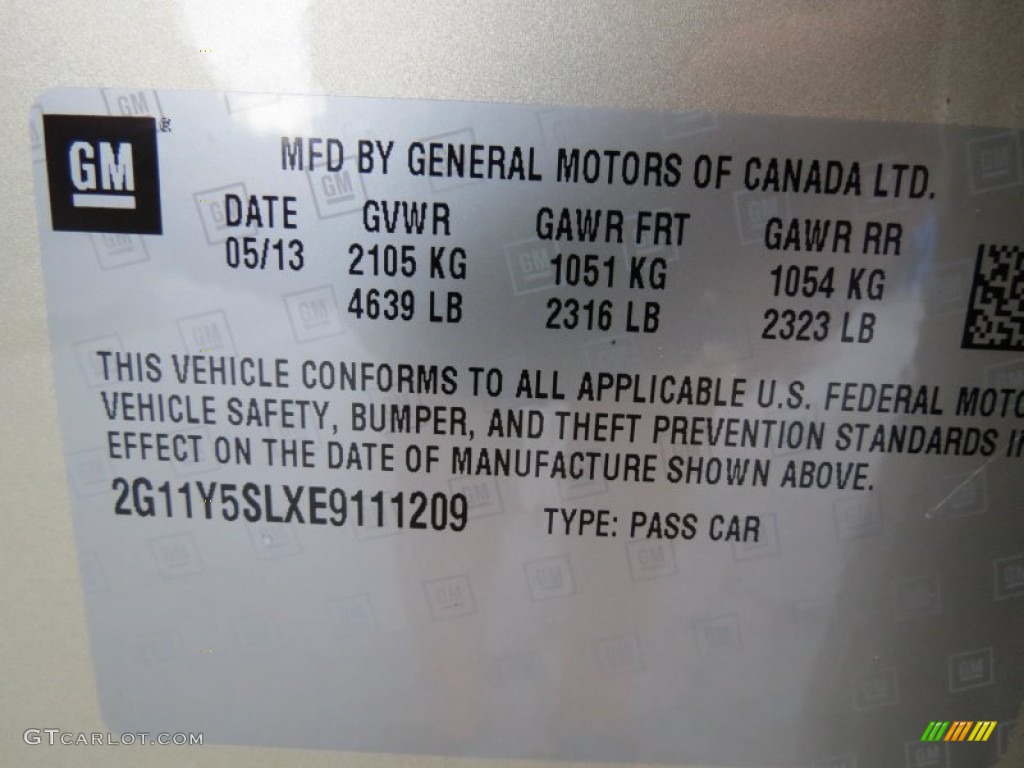 GM
MFD BY GENERAL MOTORS OF CANADA LTD.
DATE GVWR GAWR FRT GAWR RR
05/13 2105 KG 1051 KG 1054 KG
4639 LB 2316 LB 2323 LB
THIS VEHICLE CONFORMS TO ALL APPLICABLE U.S. FEDERAL MOTO
VEHICLE SAFETY, BUMPER, AND THEFT PREVENTION STANDARDS IN
EFFECT ON THE DATE OF MANUFACTURE SHOWN ABOVE.
2G11Y5SLXE9111209 TYPE: PASS CAR
GTCARLOT.COM